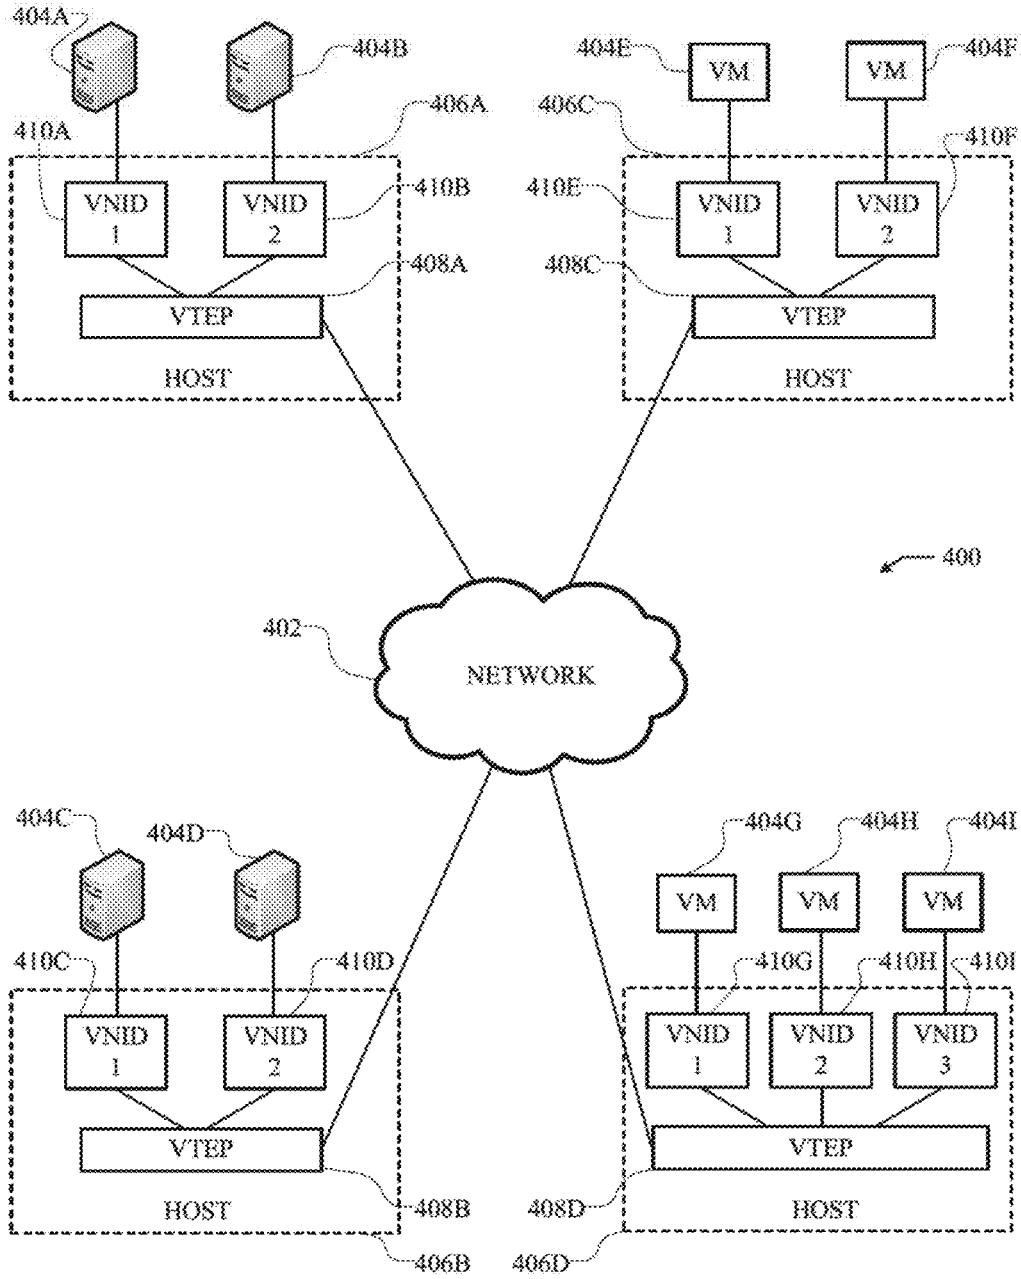 404A
404B
404E
VM
VM
404F
410A
406A
406C
410F
VNID
1
VNID
2
410B
410E
VNID
1
VNID
2
408A
408C
VTEP
VTEP
HOST
HOST
400
402
NETWORK
404C
404D
404G
404H
404I
VM
VM
VM
410C
410D
410G
410H
410I
VNID
1
VNID
2
VNID
1
VNID
2
VNID
3
VTEP
VTEP
HOST
408B
408D
HOST
406B
406D